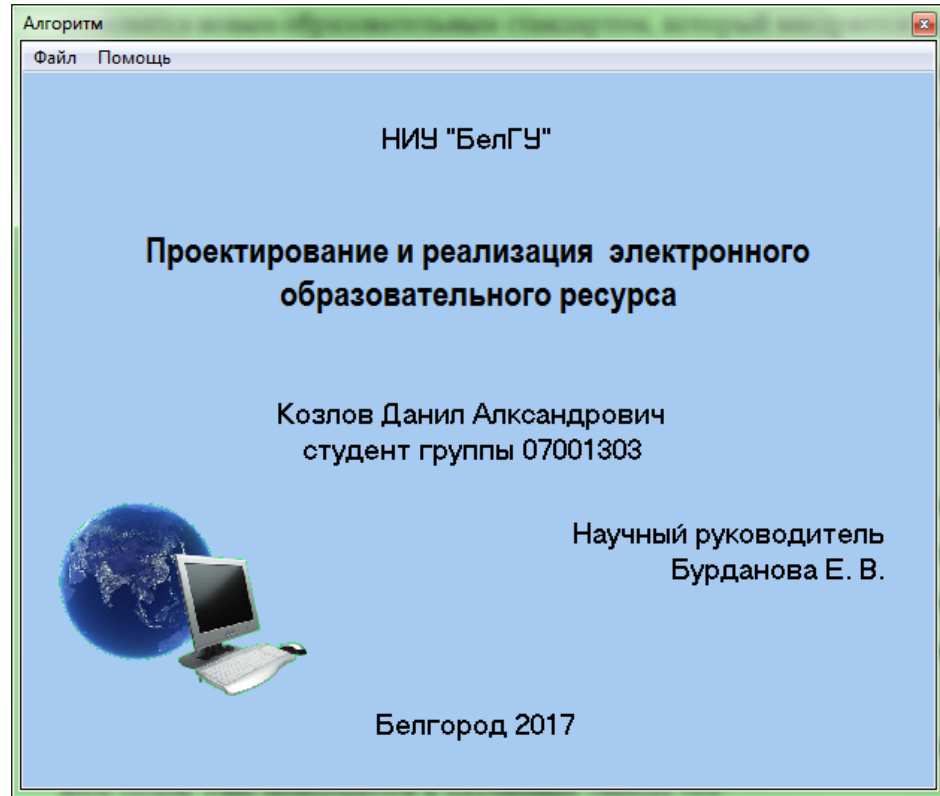 Алгоритм
Файл Помощь
НИУ "БелГУ"
Проектирование и реализация электронного
образовательного ресурса
Козлов Данил Алксандрович
студент группы 07001303
Научный руководитель
Бурданова Е. В.
Белгород 2017